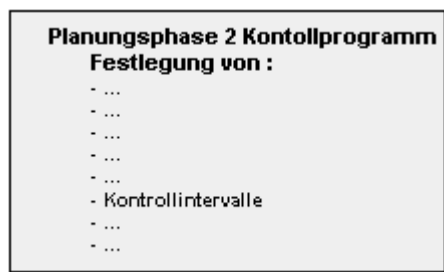 Planungsphase 2 Kontollprogramm
Festlegung von :
- ...
- ...
- ...
- ...
- ...
- Kontrollintervalle
- ...
- ...